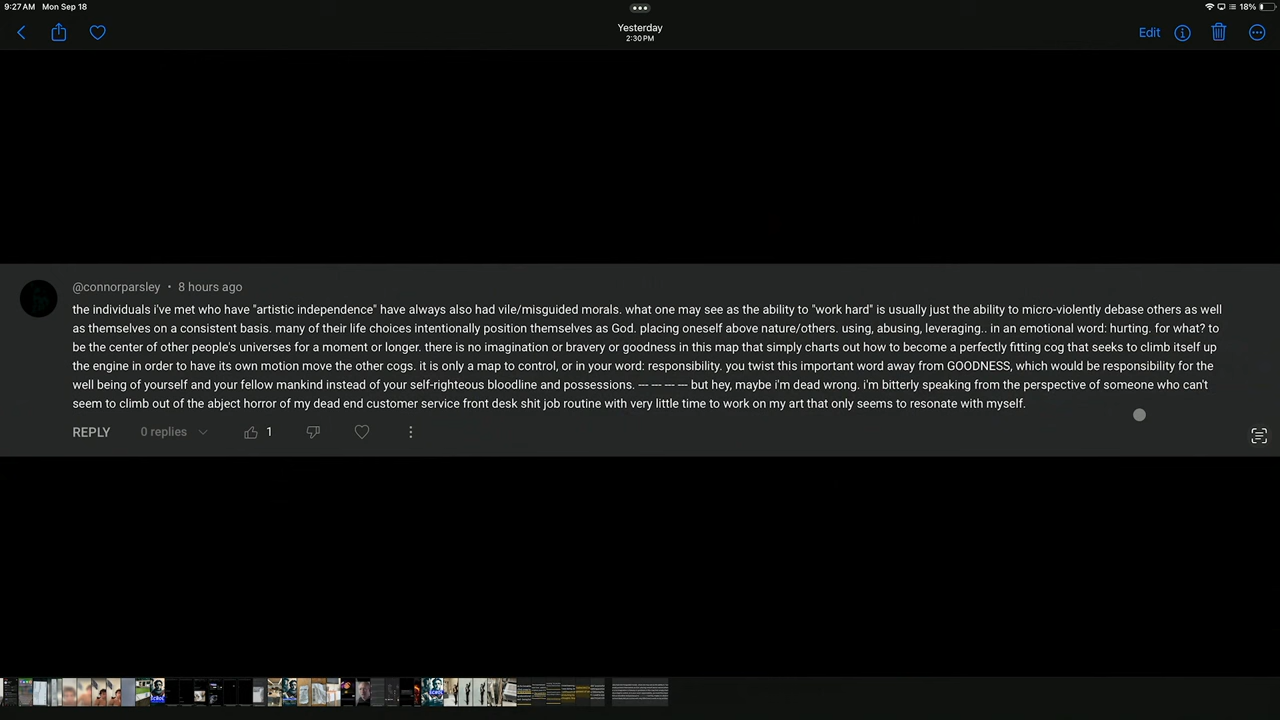 9:27 AM Mon Sep 18
18%
Yesterday
2:30 PM
Edit
@connorparsley • 8 hours ago
the individuals i've met who have "artistic independence" have always also had vile/misguided morals. what one may see as the ability to "work hard" is usually just the ability to micro-violently debase others as well
as themselves on a consistent basis. many of their life choices intentionally position themselves as God. placing oneself above nature/others. using, abusing, leveraging.. in an emotional word: hurting. for what? to
be the center of other people's universes for a moment or longer. there is no imagination or bravery or goodness in this map that simply charts out how to become a perfectly fitting cog that seeks to climb itself up
the engine in order to have its own motion move the other cogs. it is only a map to control, or in your word: responsibility. you twist this important word away from GOODNESS, which would be responsibility for the
well being of yourself and your fellow mankind instead of your self-righteous bloodline and possessions. --- --- --- --- but hey, maybe i'm dead wrong. i'm bitterly speaking from the perspective of someone who can't
seem to climb out of the abject horror of my dead end customer service front desk shit job routine with very little time to work on my art that only seems to resonate with myself.
REPLY 0 replies 1